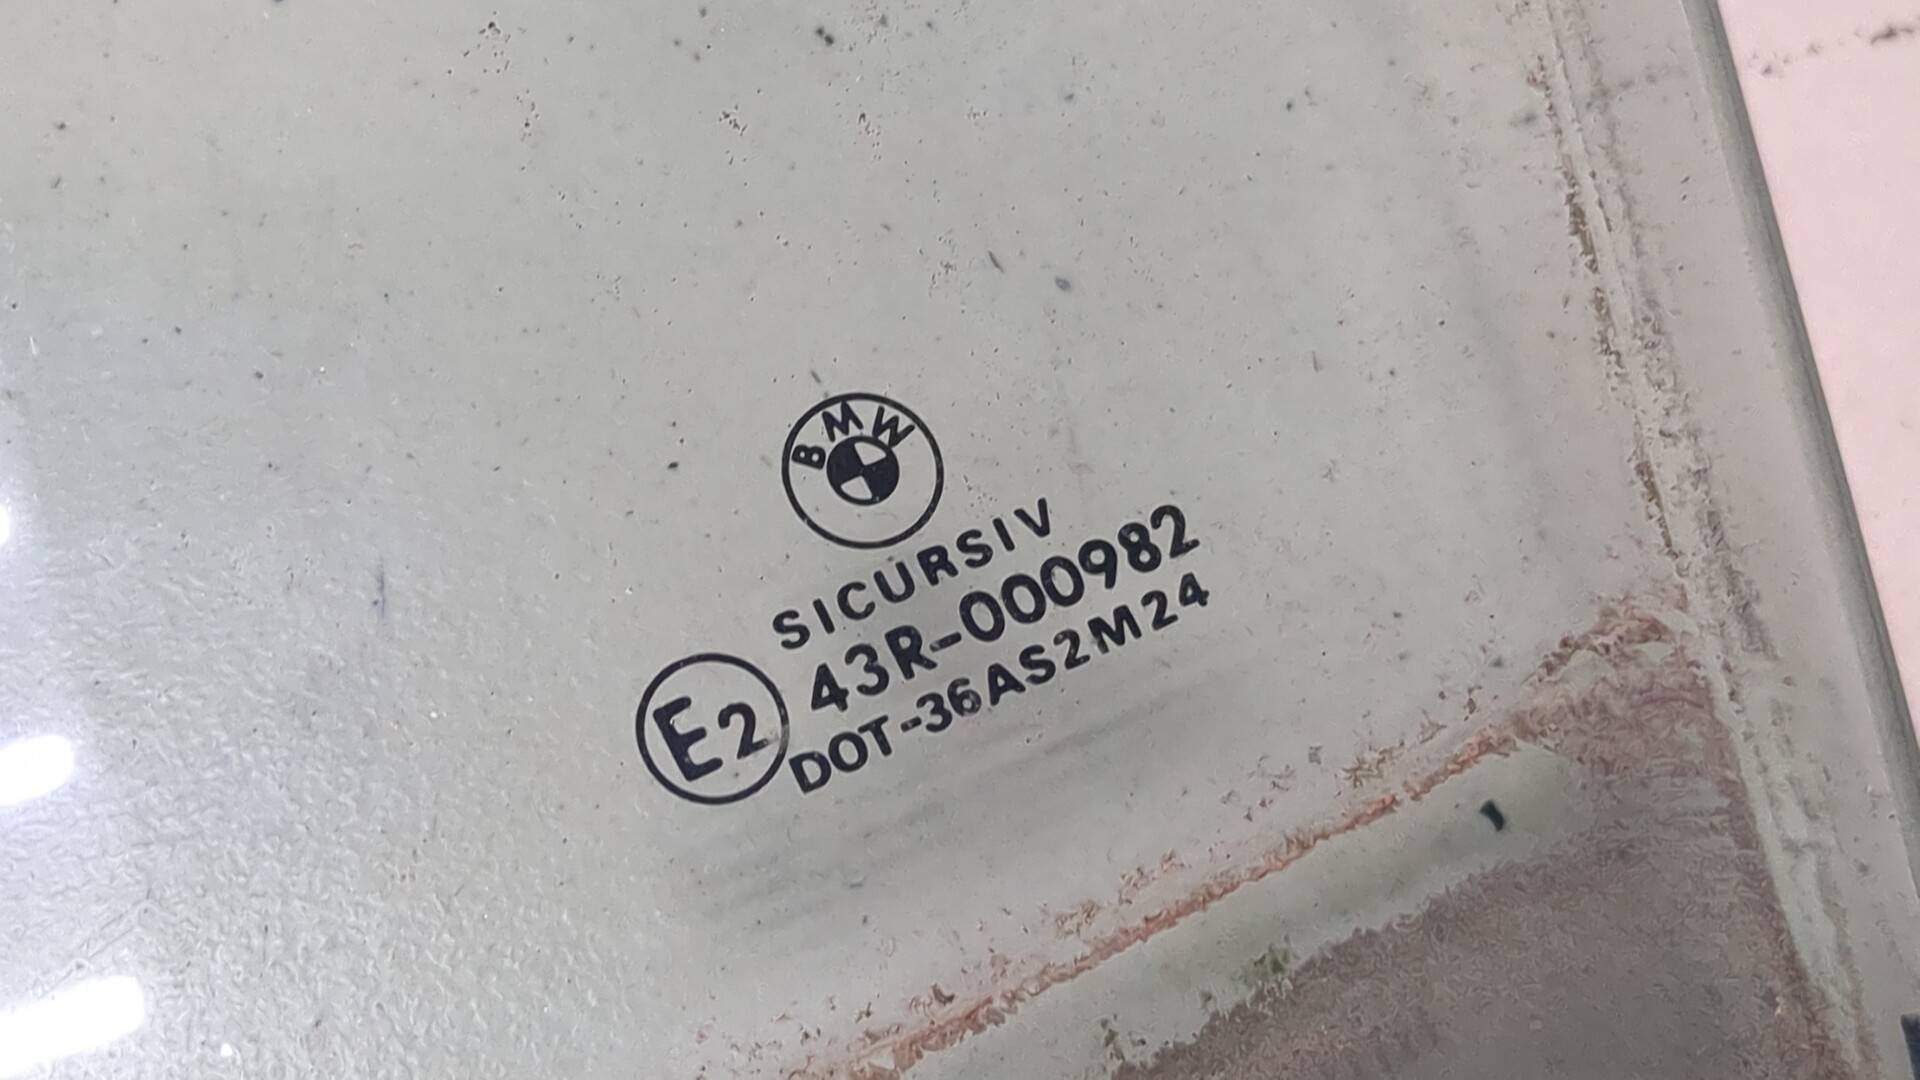 BMW
SICURSIV
E2 43R-000982
DOT-36AS2M24